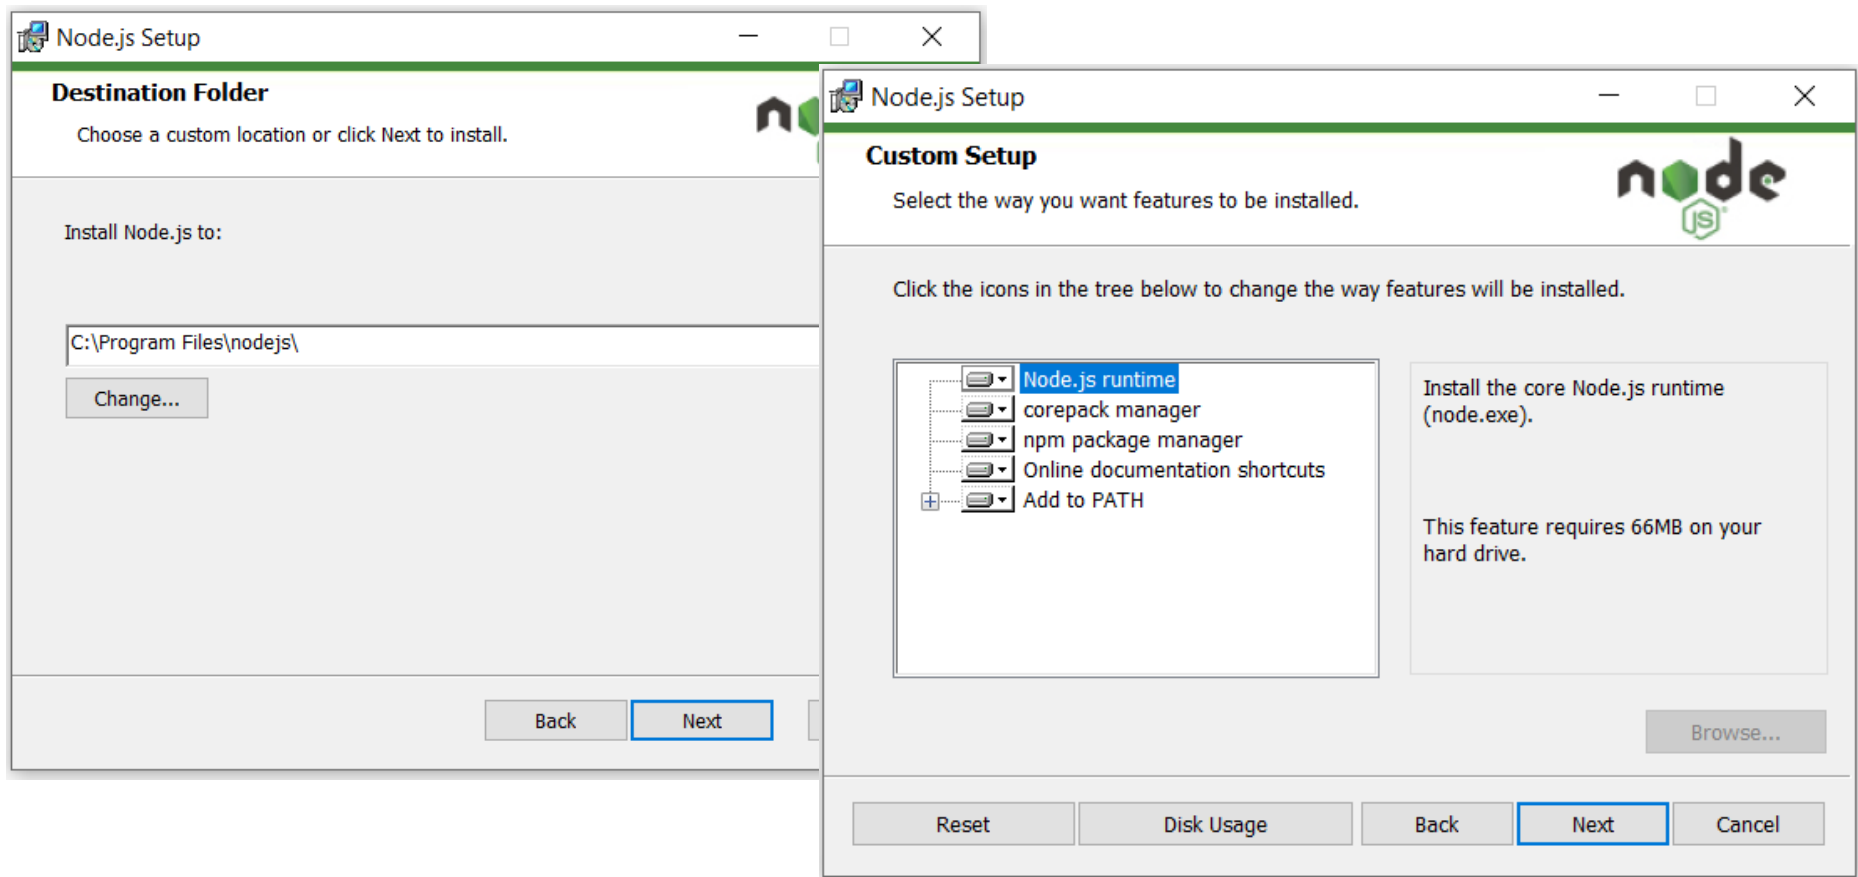 Node.js Setup
Destination Folder
Choose a custom location or click Next to install.
Install Node.js to:
C:\Program Files\nodejs\
Change...
Back
Next
Node.js Setup
Custom Setup
Select the way you want features to be installed.
node
JS
Click the icons in the tree below to change the way features will be installed.
Node.js runtime
corepack manager
npm package manager
Online documentation shortcuts
Add to PATH
Install the core Node.js runtime
(node.exe).
This feature requires 66MB on your
hard drive.
Browse...
Reset
Disk Usage
Back
Next
Cancel